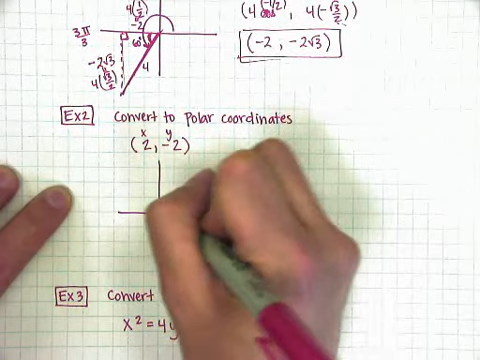 4(1/2)
-2
3π/3
60°
4
-2√3
4(√3/2)
(4(-1/2), 4(-√3/2))
(-2, -2√3)
Ex2 Convert to polar coordinates
x y
(2, -2)
Ex3 Convert
x² = 4y